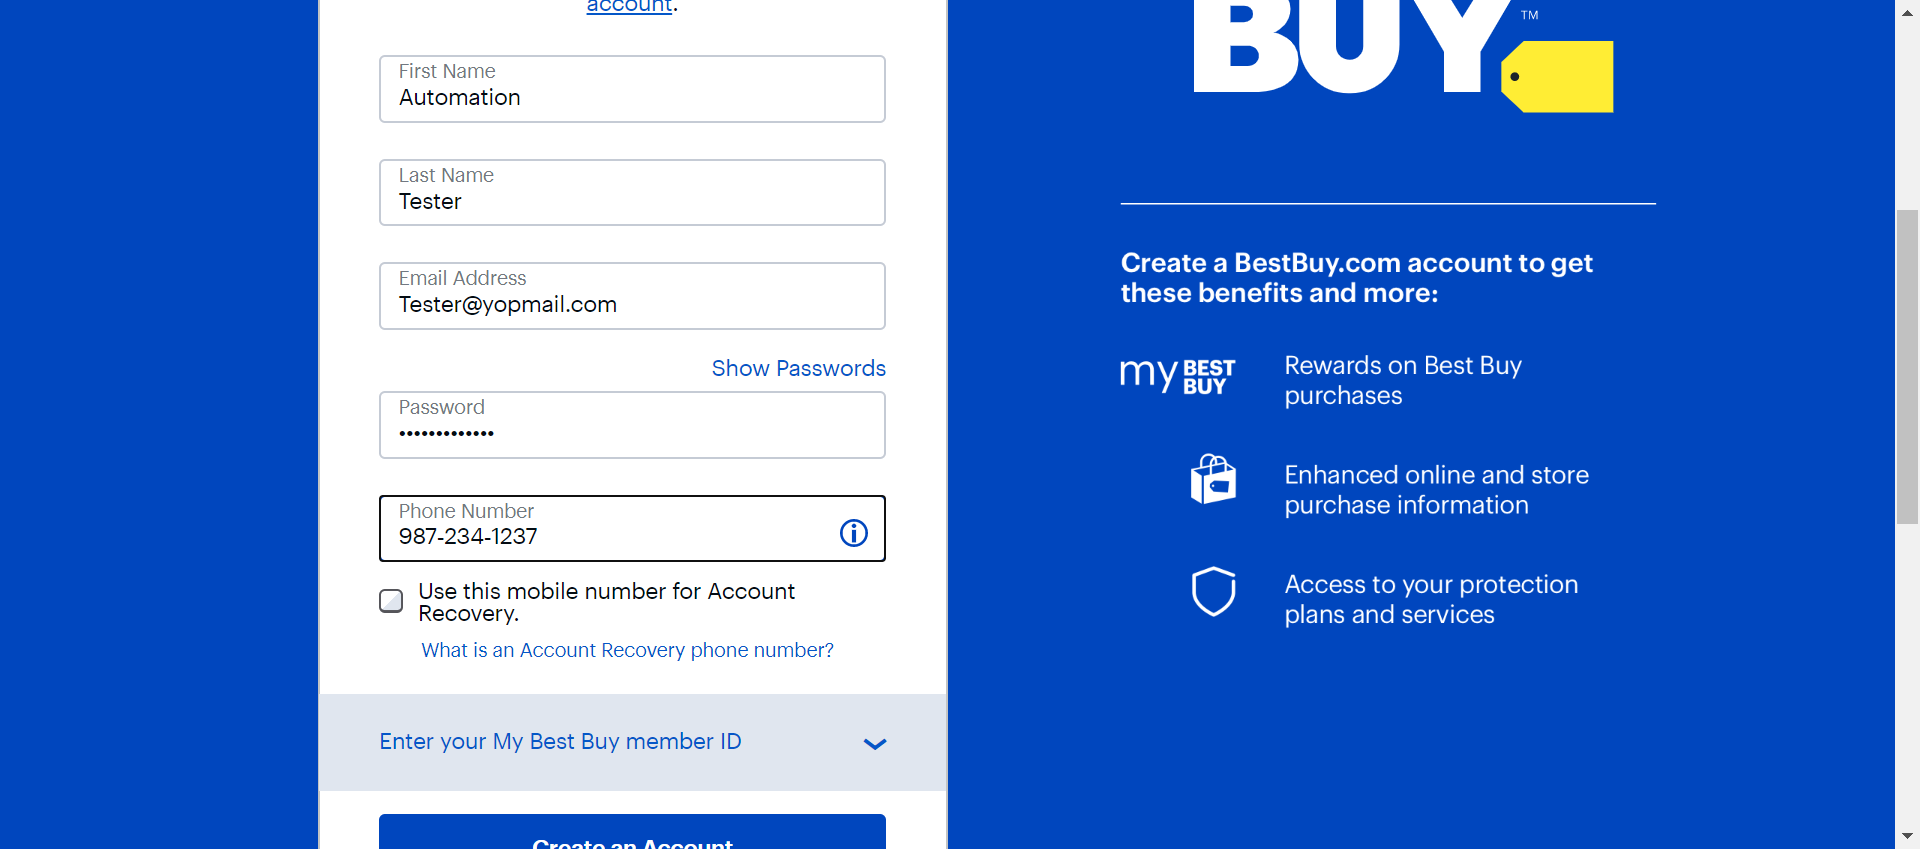 account.
First Name
Automation
Last Name
Tester
Email Address
Tester@yopmail.com
Show Passwords
Password
•••••••••••••
Phone Number
987-234-1237
Use this mobile number for Account
Recovery.
What is an Account Recovery phone number?
Enter your My Best Buy member ID
Create an Account
BUY™
Create a BestBuy.com account to get
these benefits and more:
my BEST
BUY
Rewards on Best Buy
purchases
Enhanced online and store
purchase information
Access to your protection
plans and services